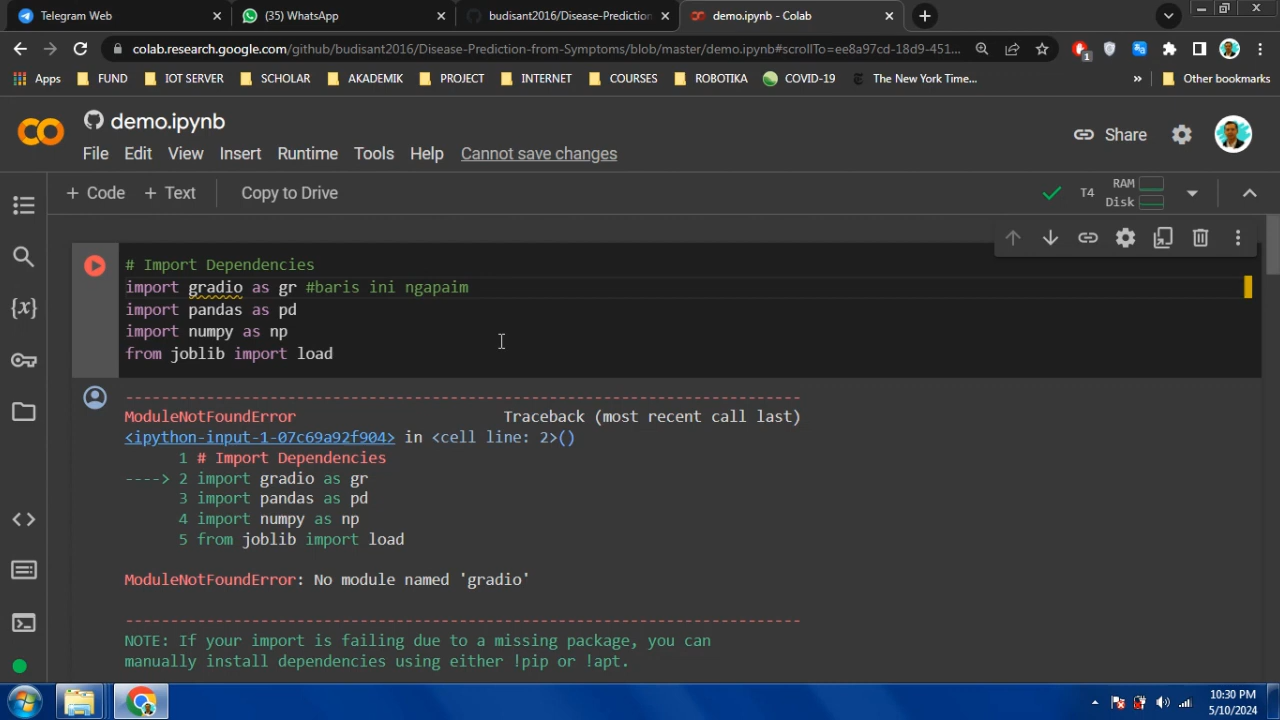 Telegram Web
(35) WhatsApp
budisant2016/Disease-Prediction
demo.ipynb - Colab
colab.research.google.com/github/budisant2016/Disease-Prediction-from-Symptoms/blob/master/demo.ipynb#scrollTo=ee8a97cd-18d9-451...
1
Apps FUND IOT SERVER SCHOLAR AKADEMIK PROJECT INTERNET COURSES ROBOTIKA COVID-19 The New York Time... » Other bookmarks
demo.ipynb
Share
File Edit View Insert Runtime Tools Help Cannot save changes
+ Code + Text Copy to Drive
T4 RAM
Disk
# Import Dependencies
import gradio as gr #baris ini ngapaim
import pandas as pd
import numpy as np
from joblib import load
---------------------------------------------------------------------------
ModuleNotFoundError Traceback (most recent call last)
<ipython-input-1-07c69a92f904> in <cell line: 2>()
1 # Import Dependencies
----> 2 import gradio as gr
3 import pandas as pd
4 import numpy as np
5 from joblib import load
ModuleNotFoundError: No module named 'gradio'
---------------------------------------------------------------------------
NOTE: If your import is failing due to a missing package, you can
manually install dependencies using either !pip or !apt.
10:30 PM
5/10/2024